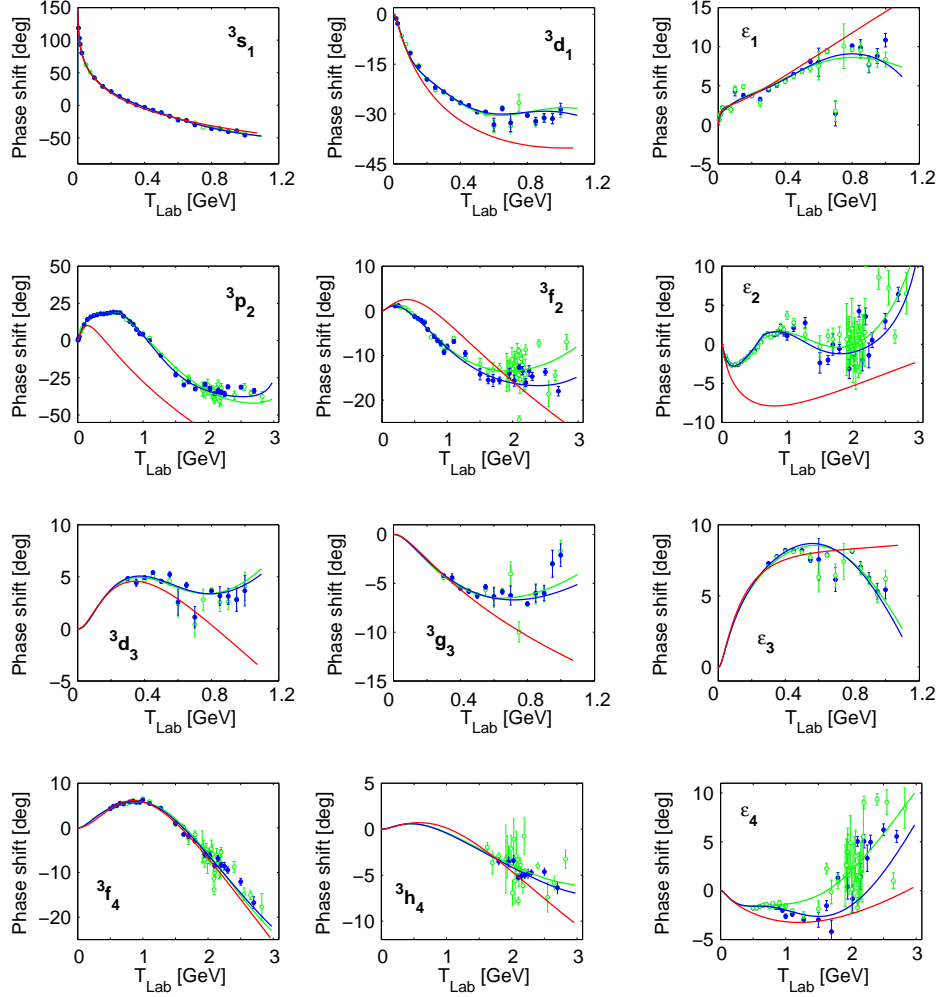 Phase shift [deg]
150
100
50
0
−50
³s₁
0 0.4 0.8 1.2
T_Lab [GeV]
Phase shift [deg]
0
−15
−30
−45
³d₁
0 0.4 0.8 1.2
T_Lab [GeV]
Phase shift [deg]
15
10
5
0
−5
ε₁
0 0.4 0.8 1.2
T_Lab [GeV]
Phase shift [deg]
50
25
0
−25
−50
³p₂
0 1 2 3
T_Lab [GeV]
Phase shift [deg]
10
0
−10
−20
³f₂
0 1 2 3
T_Lab [GeV]
Phase shift [deg]
10
5
0
−5
−10
ε₂
0 1 2 3
T_Lab [GeV]
Phase shift [deg]
10
5
0
−5
³d₃
0 0.4 0.8 1.2
T_Lab [GeV]
Phase shift [deg]
0
−5
−10
−15
³g₃
0 0.4 0.8 1.2
T_Lab [GeV]
Phase shift [deg]
10
5
0
ε₃
0 0.4 0.8 1.2
T_Lab [GeV]
Phase shift [deg]
10
0
−10
−20
³f₄
0 1 2 3
T_Lab [GeV]
Phase shift [deg]
5
0
−5
−10
³h₄
0 1 2 3
T_Lab [GeV]
Phase shift [deg]
10
5
0
−5
ε₄
0 1 2 3
T_Lab [GeV]